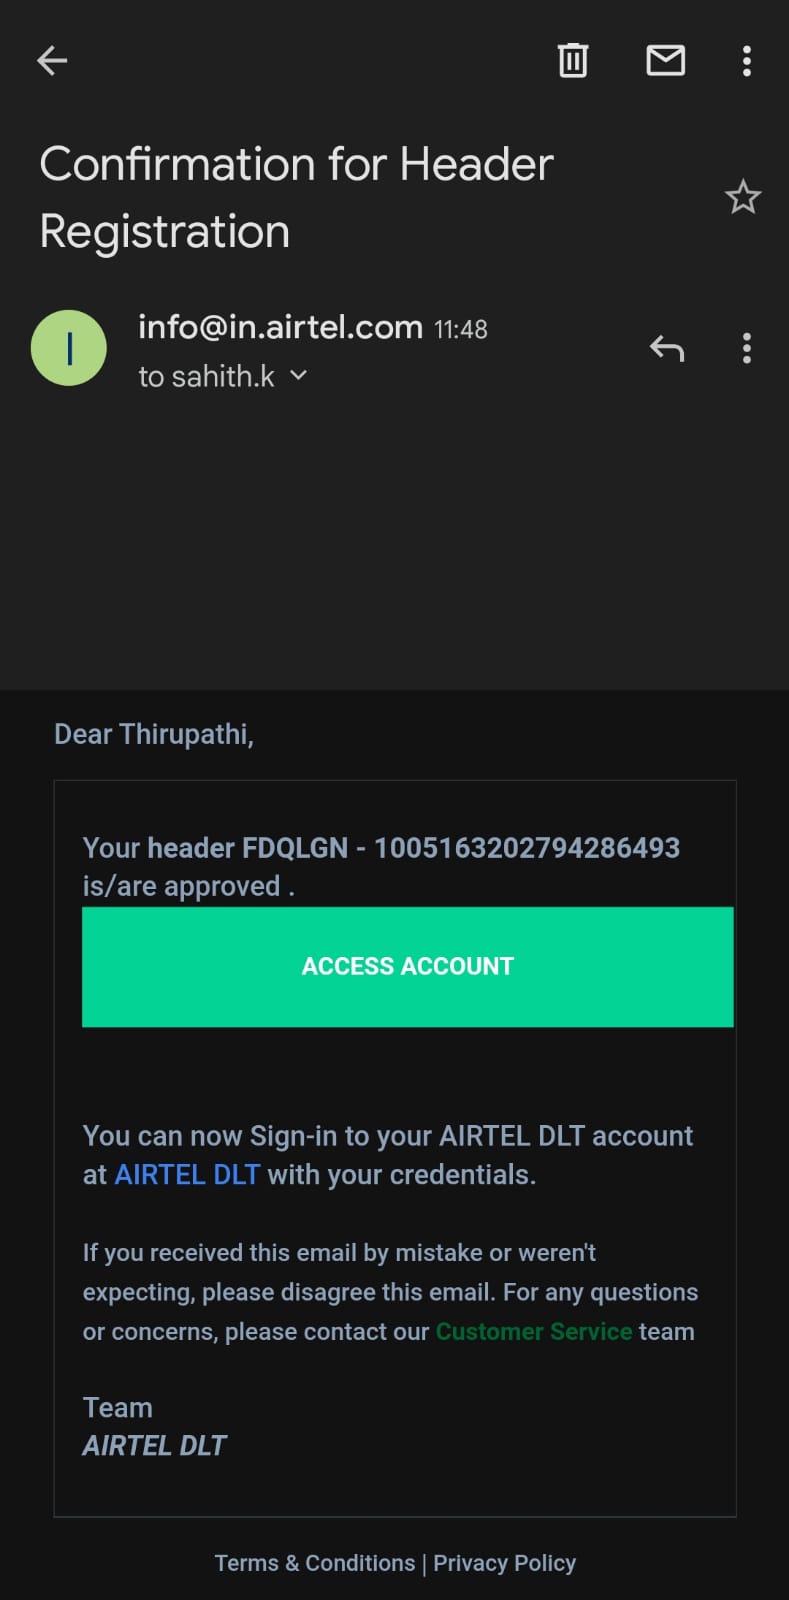 Confirmation for Header
Registration
I
info@in.airtel.com 11:48
to sahith.k
Dear Thirupathi,
Your header FDQLGN - 1005163202794286493
is/are approved .
ACCESS ACCOUNT
You can now Sign-in to your AIRTEL DLT account
at AIRTEL DLT with your credentials.
If you received this email by mistake or weren't
expecting, please disagree this email. For any questions
or concerns, please contact our Customer Service team
Team
AIRTEL DLT
Terms & Conditions | Privacy Policy